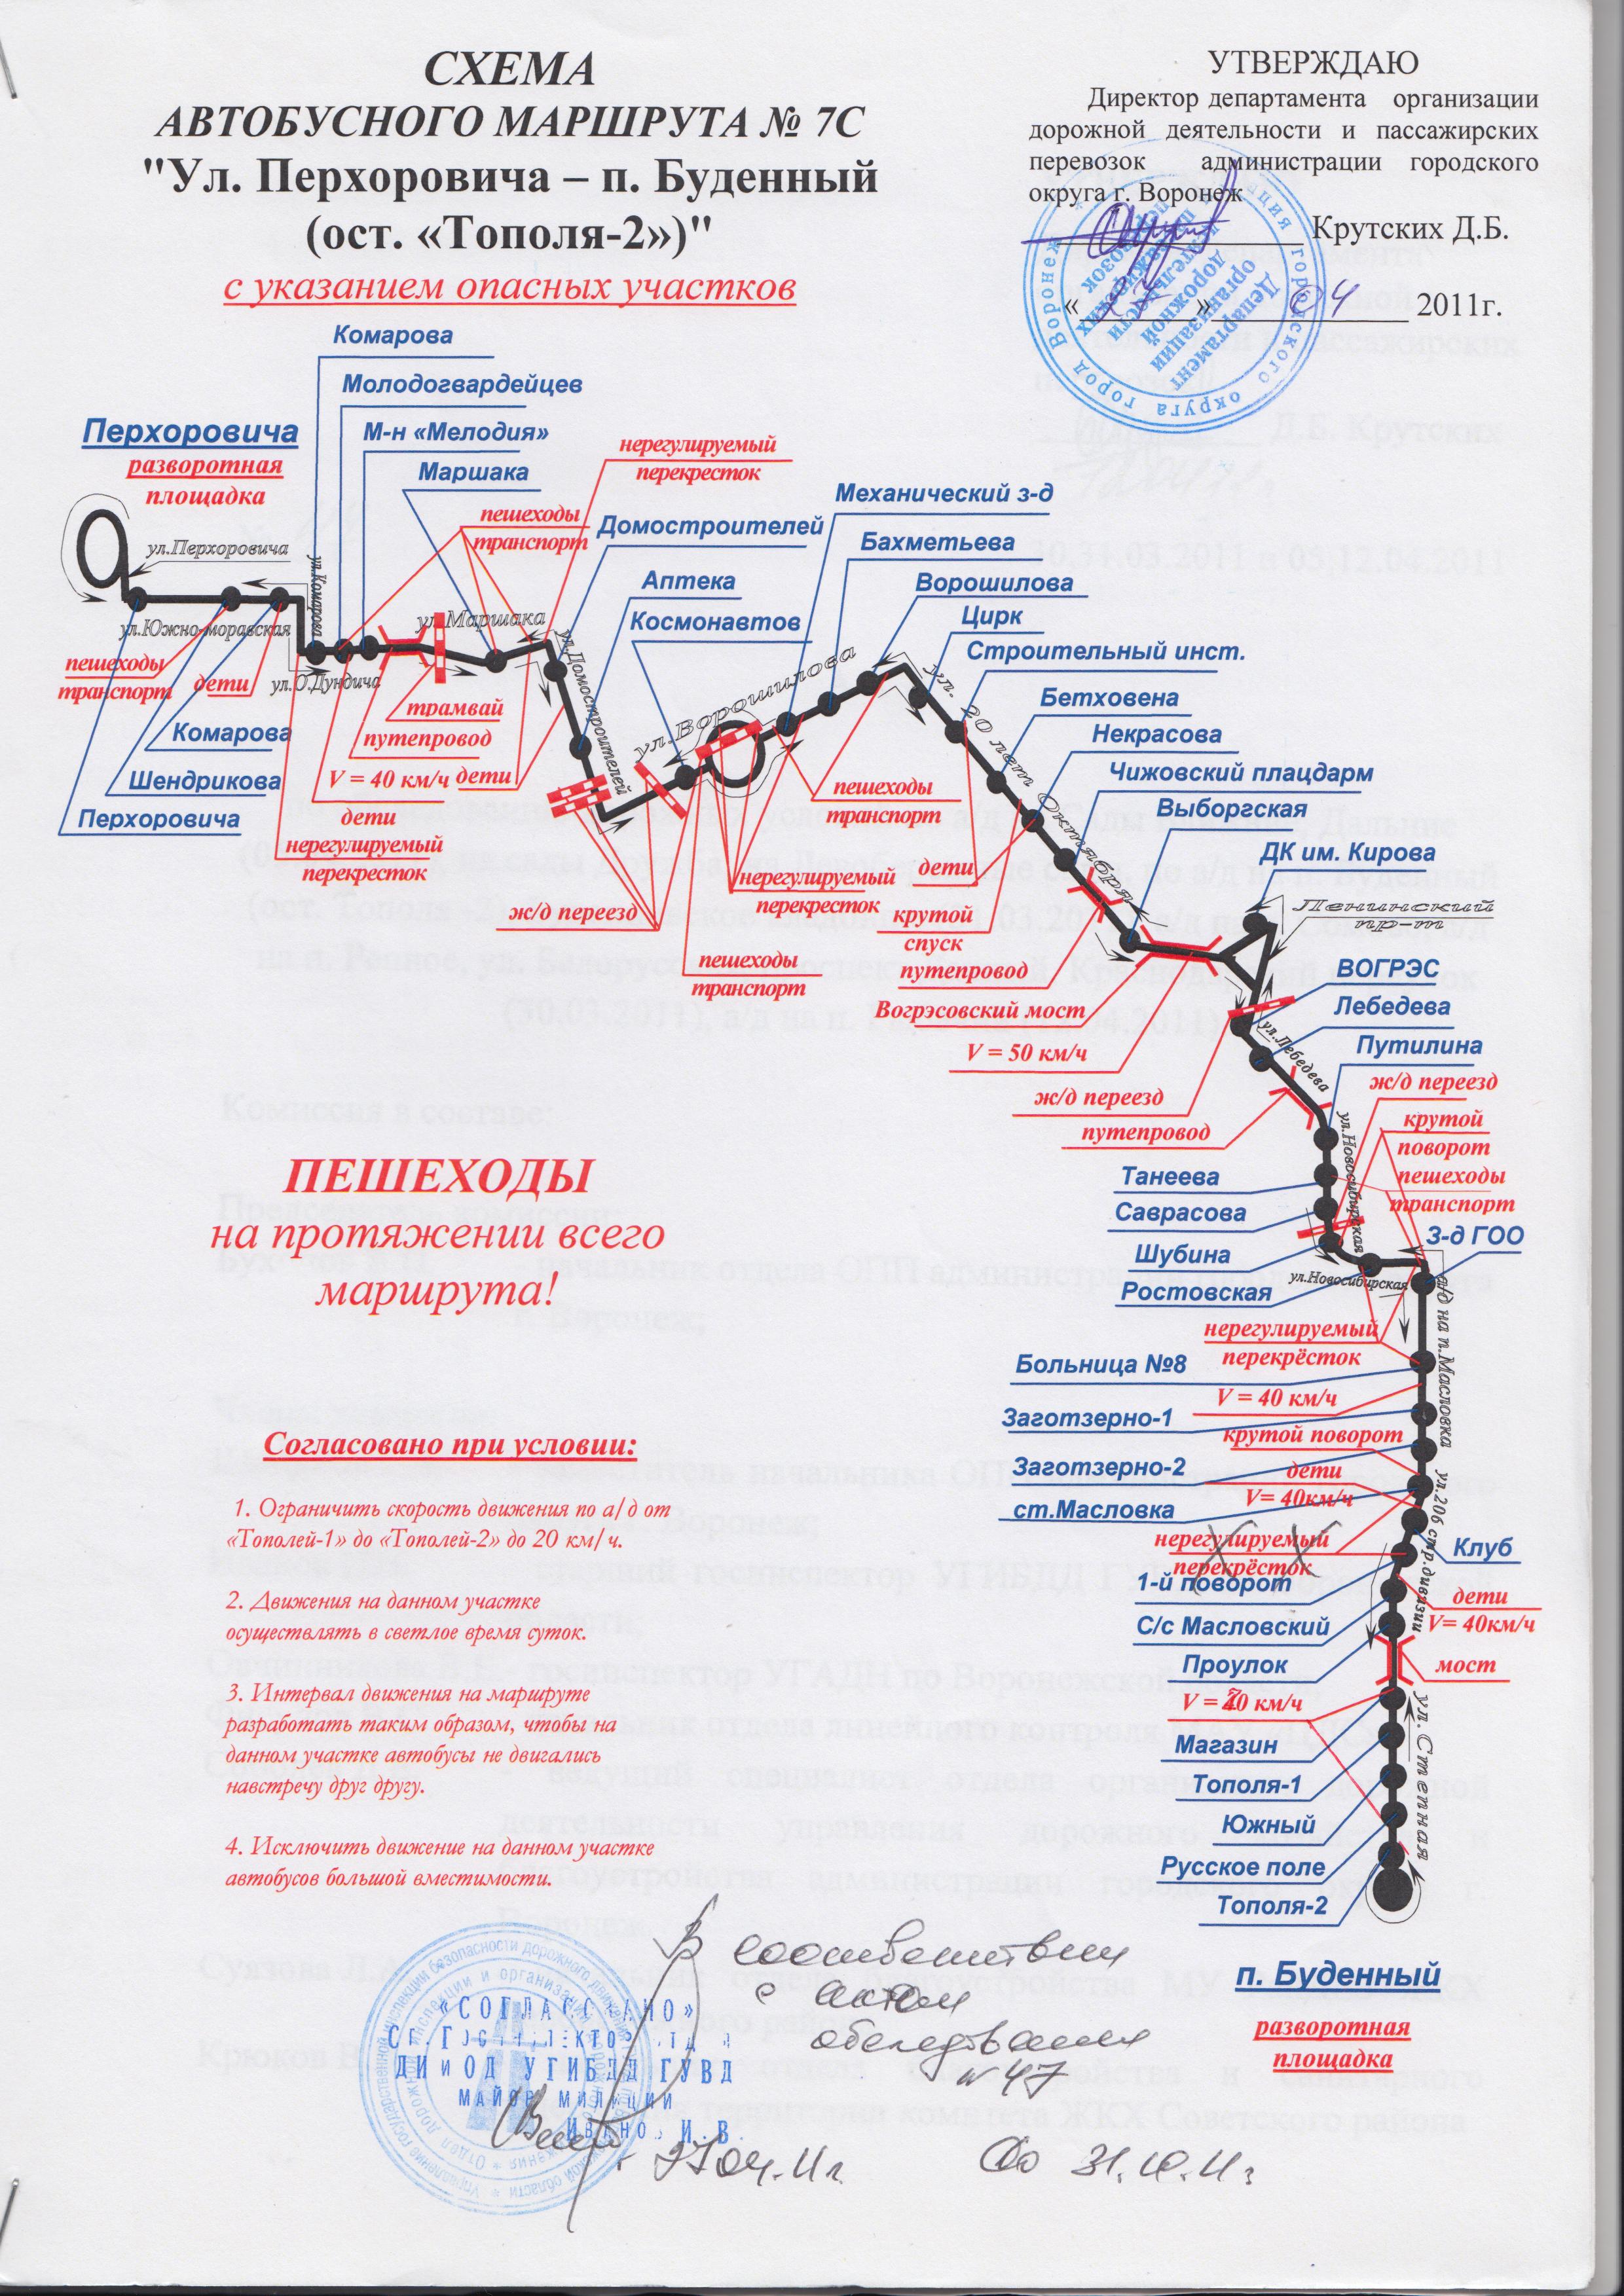 СХЕМА
АВТОБУСНОГО МАРШРУТА № 7С
"Ул. Перхоровича – п. Буденный
(ост. «Тополя-2»)"
с указанием опасных участков
УТВЕРЖДАЮ
Директор департамента организации
дорожной деятельности и пассажирских
перевозок администрации городского
округа г. Воронеж
Крутских Д.Б.
«27» 04 2011г.
Комарова
Молодогвардейцев
Перхоровича
М-н «Мелодия»
разворотная
площадка
Маршака
нерегулируемый
перекресток
пешеходы
транспорт
Домостроителей
Механический з-д
Бахметьева
ул.Перхоровича
ул.Комарова
Аптека
Ворошилова
Космонавтов
Цирк
ул.Южно-моравская
ул.Маршака
ул.Домостроителей
ул.Ворошилова
ул. 20 лет Октября
Строительный инст.
пешеходы
транспорт
дети
ул.О.Дундича
трамвай
путепровод
V = 40 км/ч
дети
дети
нерегулируемый
перекресток
Комарова
Шендрикова
Перхоровича
Бетховена
Некрасова
Чижовский плацдарм
Выборгская
ДК им. Кирова
пешеходы
транспорт
дети
нерегулируемый
перекресток
ж/д переезд
крутой
спуск
путепровод
пешеходы
транспорт
Ленинский
пр-т
Вогрэсовский мост
V = 50 км/ч
ВОГРЭС
Лебедева
ул.Лебедева
Путилина
ж/д переезд
путепровод
ж/д переезд
крутой
поворот
пешеходы
транспорт
ул.Новосибирская
Танеева
Саврасова
Шубина
Ростовская
З-д ГОО
ул.Новосибирская
а/д на п.Масловка
нерегулируемый
перекрёсток
Больница №8
V = 40 км/ч
Заготзерно-1
крутой поворот
Заготзерно-2
дети
V= 40км/ч
ст.Масловка
ул.206 стр.дивизии
нерегулируемый
перекрёсток
Клуб
1-й поворот
дети
V= 40км/ч
С/с Масловский
Проулок
мост
V = 20 км/ч
ул.Степная
Магазин
Тополя-1
Южный
Русское поле
Тополя-2
п. Буденный
разворотная
площадка
ПЕШЕХОДЫ
на протяжении всего
маршрута!
Согласовано при условии:
1. Ограничить скорость движения по а/д от
«Тополей-1» до «Тополей-2» до 20 км/ч.
2. Движения на данном участке
осуществлять в светлое время суток.
3. Интервал движения на маршруте
разработать таким образом, чтобы на
данном участке автобусы не двигались
навстречу друг другу.
4. Исключить движение на данном участке
автобусов большой вместимости.
В соответствии
с актом
обследования
№ 47
ДИ и ОД УГИБДД ГУВД
МАЙОР МИЛИЦИИ
ИВАНОВ И.В.
27.04.11г.
До 31.10.11г.